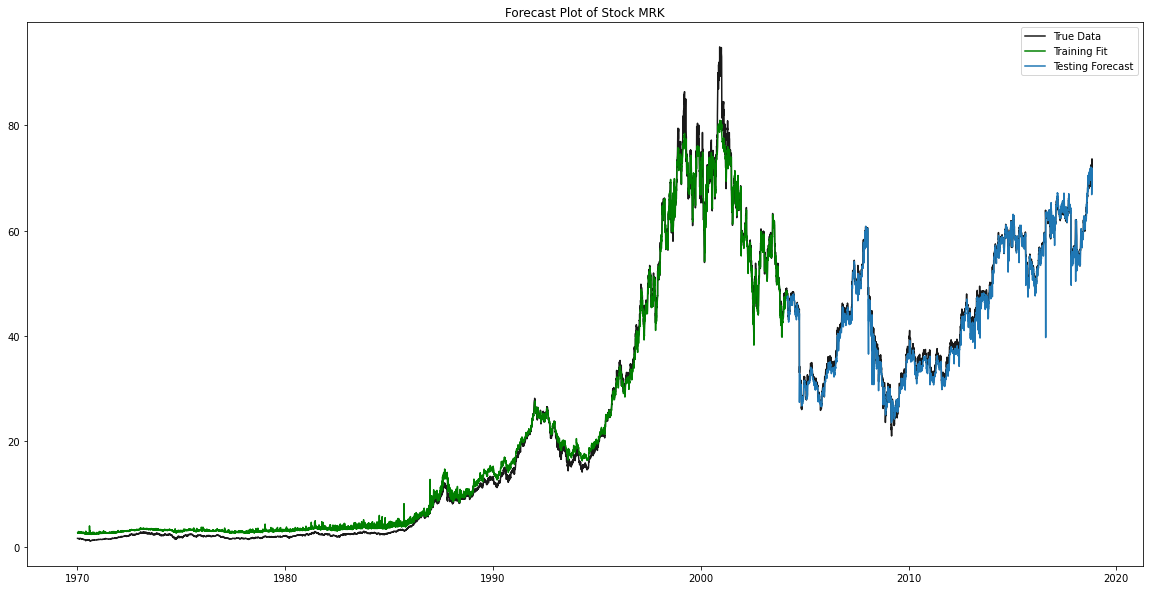 Forecast Plot of Stock MRK
True Data
Training Fit
Testing Forecast
80
60
40
20
0
1970 1980 1990 2000 2010 2020